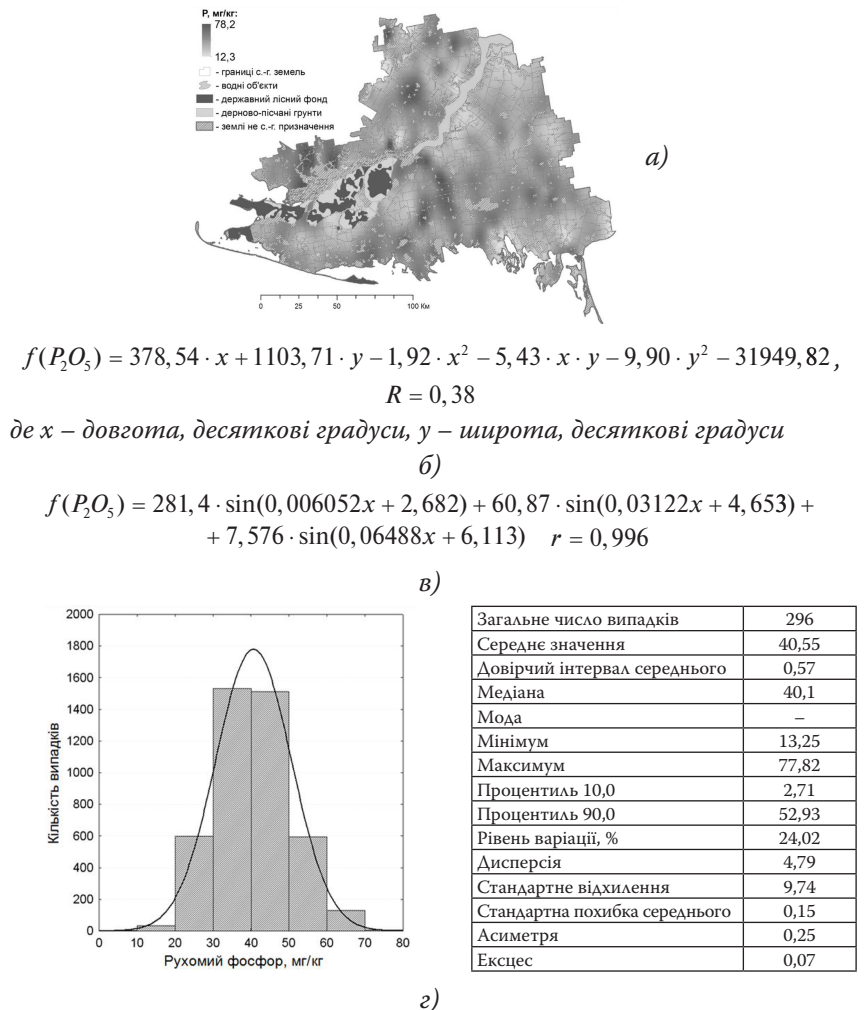 P, мг/кг:
78,2
12,3
- границі с.-г. земель
- водні об'єкти
- державний лісний фонд
- дерново-пісчані грунти
- землі не с.-г. призначення
0 25 50 100 Км
а)
f(P₂O₅) = 378,54 · x + 1103,71 · y − 1,92 · x² − 5,43 · x · y − 9,90 · y² − 31949,82,
R = 0,38
де x – довгота, десяткові градуси, y – широта, десяткові градуси
б)
f(P₂O₅) = 281,4 · sin(0,006052x + 2,682) + 60,87 · sin(0,03122x + 4,653) +
+ 7,576 · sin(0,06488x + 6,113) r = 0,996
в)
Кількість випадків
2000
1800
1600
1400
1200
1000
800
600
400
200
0
0 10 20 30 40 50 60 70 80
Рухомий фосфор, мг/кг
Загальне число випадків 296
Середнє значення 40,55
Довірчий інтервал середнього 0,57
Медіана 40,1
Мода –
Мінімум 13,25
Максимум 77,82
Процентиль 10,0 2,71
Процентиль 90,0 52,93
Рівень варіації, % 24,02
Дисперсія 4,79
Стандартне відхилення 9,74
Стандартна похибка середнього 0,15
Асиметря 0,25
Ексцес 0,07
г)